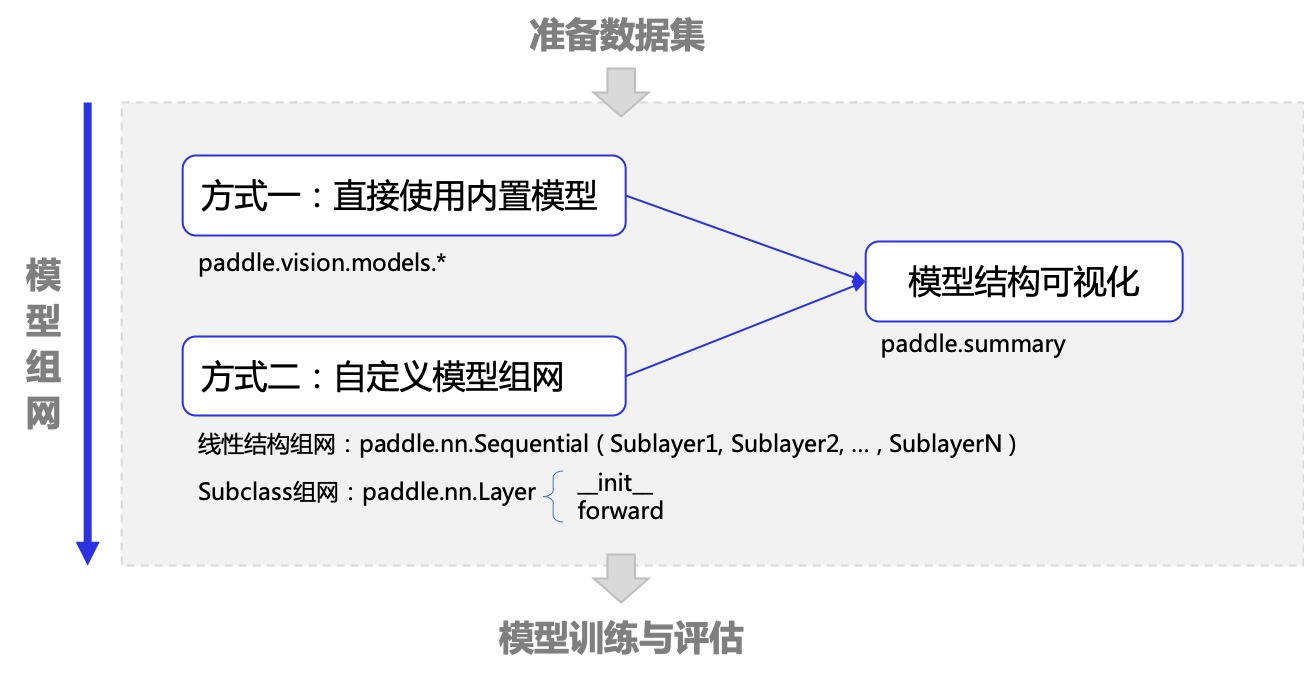 准备数据集
模型组网
方式一：直接使用内置模型
paddle.vision.models.*
模型结构可视化
paddle.summary
方式二：自定义模型组网
线性结构组网：paddle.nn.Sequential ( Sublayer1, Sublayer2, ... , SublayerN )
Subclass组网：paddle.nn.Layer
__init__
forward
模型训练与评估